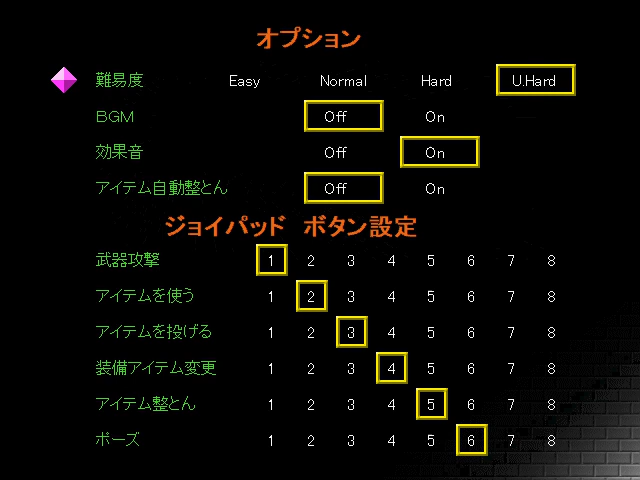 オプション
難易度 Easy Normal Hard U.Hard
BGM Off On
効果音 Off On
アイテム自動整とん Off On
ジョイパッド ボタン設定
武器攻撃 1 2 3 4 5 6 7 8
アイテムを使う 1 2 3 4 5 6 7 8
アイテムを投げる 1 2 3 4 5 6 7 8
装備アイテム変更 1 2 3 4 5 6 7 8
アイテム整とん 1 2 3 4 5 6 7 8
ポーズ 1 2 3 4 5 6 7 8